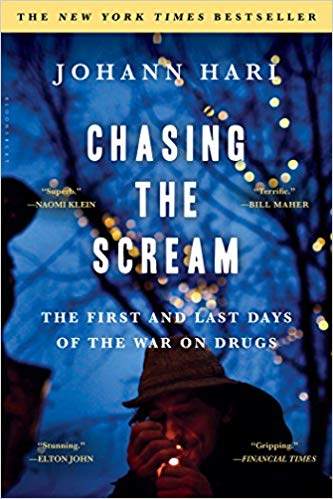 THE NEW YORK TIMES BESTSELLER
JOHANN HARI
BLOOMSBURY
CHASING
THE
SCREAM
"Superb."
—NAOMI KLEIN
"Terrific."
—BILL MAHER
THE FIRST AND LAST DAYS
OF THE WAR ON DRUGS
"Stunning."
—ELTON JOHN
"Gripping."
—FINANCIAL TIMES